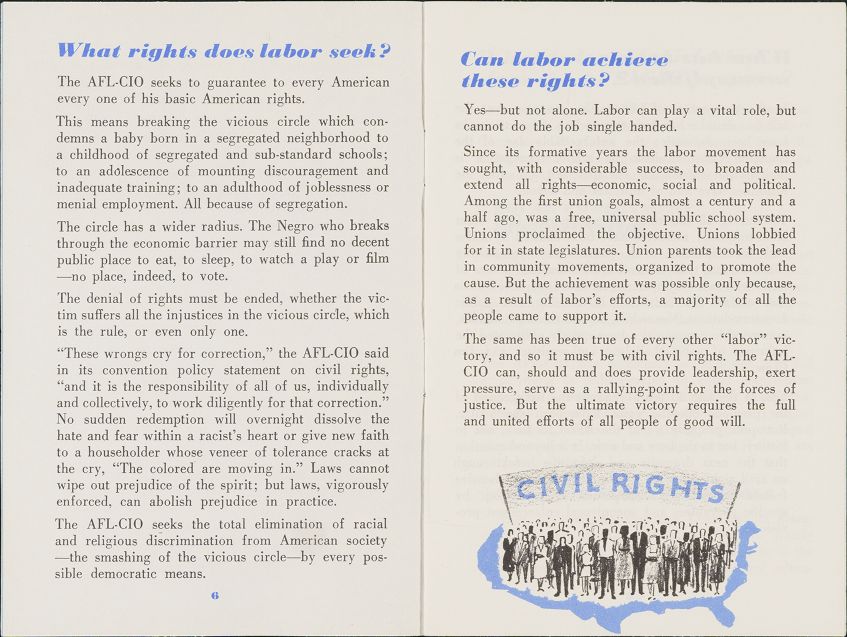 What rights does labor seek?
The AFL-CIO seeks to guarantee to every American
every one of his basic American rights.
This means breaking the vicious circle which con-
demns a baby born in a segregated neighborhood to
a childhood of segregated and sub-standard schools;
to an adolescence of mounting discouragement and
inadequate training; to an adulthood of joblessness or
menial employment. All because of segregation.
The circle has a wider radius. The Negro who breaks
through the economic barrier may still find no decent
public place to eat, to sleep, to watch a play or film
—no place, indeed, to vote.
The denial of rights must be ended, whether the vic-
tim suffers all the injustices in the vicious circle, which
is the rule, or even only one.
“These wrongs cry for correction,” the AFL-CIO said
in its convention policy statement on civil rights,
“and it is the responsibility of all of us, individually
and collectively, to work diligently for that correction.”
No sudden redemption will overnight dissolve the
hate and fear within a racist’s heart or give new faith
to a householder whose veneer of tolerance cracks at
the cry, “The colored are moving in.” Laws cannot
wipe out prejudice of the spirit; but laws, vigorously
enforced, can abolish prejudice in practice.
The AFL-CIO seeks the total elimination of racial
and religious discrimination from American society
—the smashing of the vicious circle—by every pos-
sible democratic means.
6
Can labor achieve
these rights?
Yes—but not alone. Labor can play a vital role, but
cannot do the job single handed.
Since its formative years the labor movement has
sought, with considerable success, to broaden and
extend all rights—economic, social and political.
Among the first union goals, almost a century and a
half ago, was a free, universal public school system.
Unions proclaimed the objective. Unions lobbied
for it in state legislatures. Union parents took the lead
in community movements, organized to promote the
cause. But the achievement was possible only because,
as a result of labor’s efforts, a majority of all the
people came to support it.
The same has been true of every other “labor” vic-
tory, and so it must be with civil rights. The AFL-
CIO can, should and does provide leadership, exert
pressure, serve as a rallying-point for the forces of
justice. But the ultimate victory requires the full
and united efforts of all people of good will.
CIVIL RIGHTS